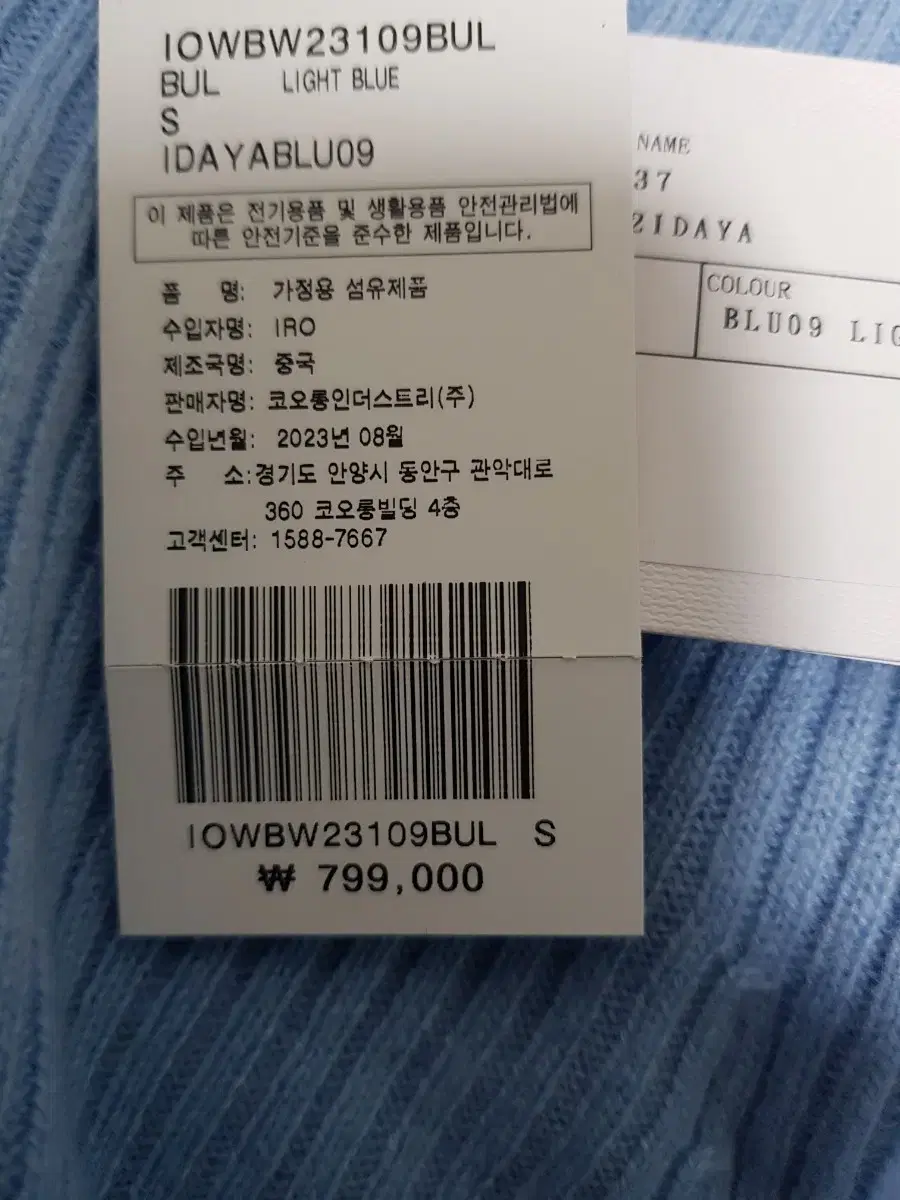 IOWBW23109BUL
BUL LIGHT BLUE
S
IDAYABLU09
이 제품은 전기용품 및 생활용품 안전관리법에
따른 안전기준을 준수한 제품입니다.
품 명: 가정용 섬유제품
수입자명: IRO
제조국명: 중국
판매자명: 코오롱인더스트리(주)
수입년월: 2023년 08월
주 소:경기도 안양시 동안구 관악대로
360 코오롱빌딩 4층
고객센터: 1588-7667
IOWBW23109BUL S
₩ 799,000
NAME
37
IDAYA
COLOUR
BLU09 LIG